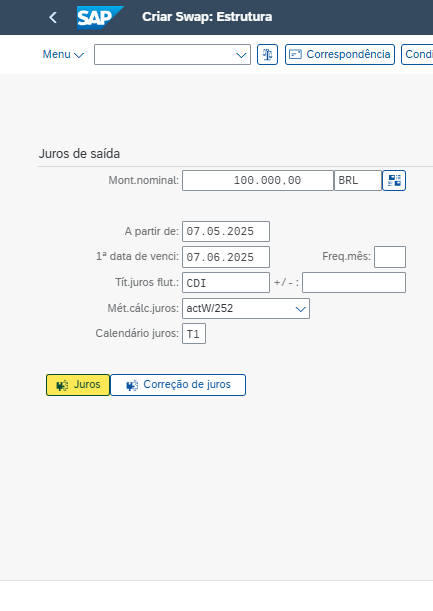 SAP Criar Swap: Estrutura
Menu Correspondência Condi
Juros de saída
Mont.nominal: 100.000,00 BRL
A partir de: 07.05.2025
1ª data de venci: 07.06.2025 Freq.mês:
Tít.juros flut.: CDI +/-:
Mét.cálc.juros: actW/252
Calendário juros: T1
Juros Correção de juros